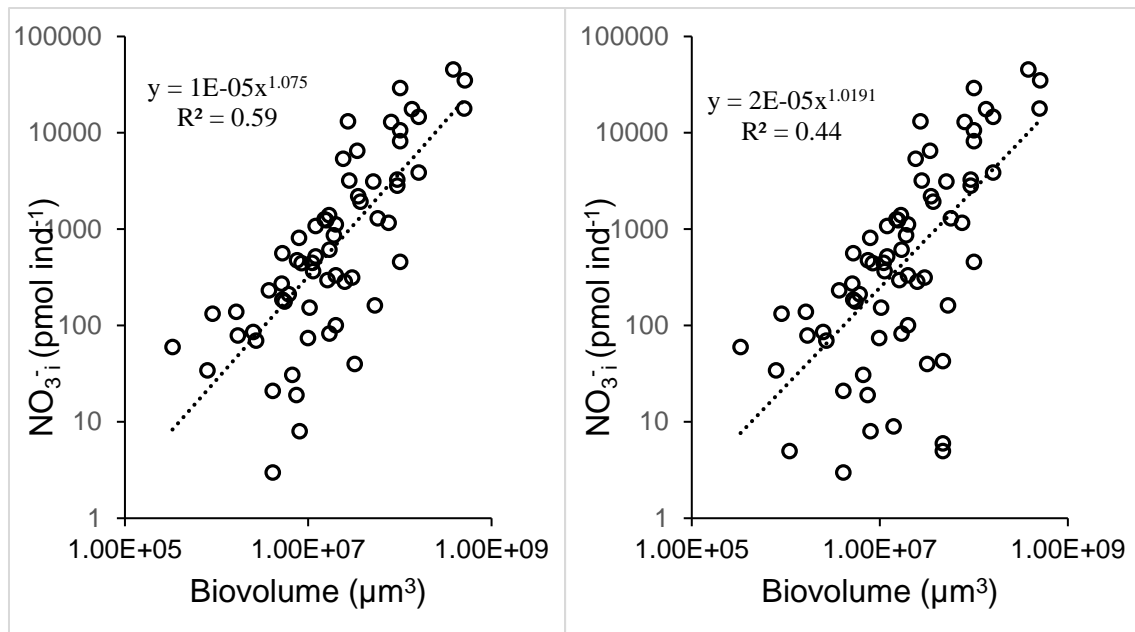 100000
10000
1000
100
10
1
y = 1E-05x^1.075
R² = 0.59
NO₃⁻ᵢ (pmol ind⁻¹)
1.00E+05 1.00E+07 1.00E+09
Biovolume (µm³)
100000
10000
1000
100
10
1
y = 2E-05x^1.0191
R² = 0.44
NO₃⁻ᵢ (pmol ind⁻¹)
1.00E+05 1.00E+07 1.00E+09
Biovolume (µm³)